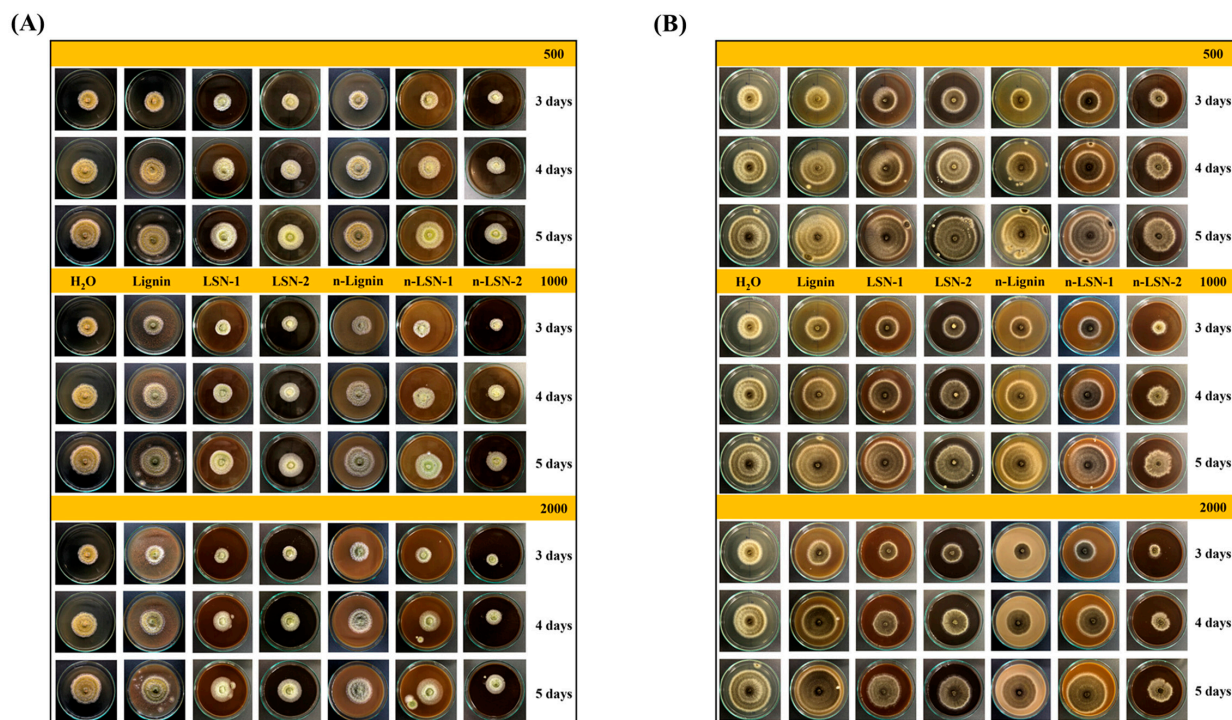 (A)
500
3 days
4 days
5 days
H₂O Lignin LSN-1 LSN-2 n-Lignin n-LSN-1 n-LSN-2 1000
3 days
4 days
5 days
2000
3 days
4 days
5 days
(B)
500
3 days
4 days
5 days
H₂O Lignin LSN-1 LSN-2 n-Lignin n-LSN-1 n-LSN-2 1000
3 days
4 days
5 days
2000
3 days
4 days
5 days